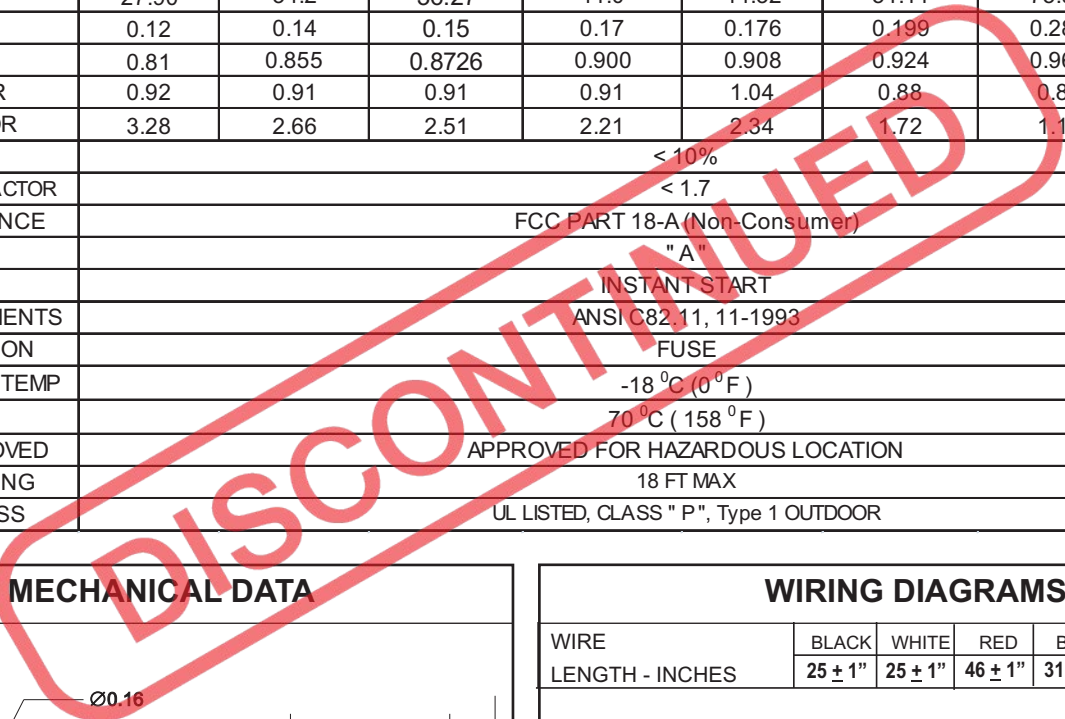 0.12 0.14 0.15 0.17 0.176 0.199
0.81 0.855 0.8726 0.900 0.908 0.924
R 0.92 0.91 0.91 0.91 1.04 0.88
OR 3.28 2.66 2.51 2.21 2.34 1.72
< 10%
ACTOR < 1.7
NCE FCC PART 18-A (Non-Consumer)
" A "
INSTANT START
MENTS ANSI C82.11, 11-1993
ON FUSE
TEMP -18 ⁰C (0 ⁰F )
70 ⁰C ( 158 ⁰F )
OVED APPROVED FOR HAZARDOUS LOCATION
NG 18 FT MAX
SS UL LISTED, CLASS " P", Type 1 OUTDOOR
DISCONTINUED
MECHANICAL DATA
Ø0.16
WIRING DIAGRAMS
WIRE BLACK WHITE RED
LENGTH - INCHES 25 ± 1" 25 ± 1" 46 ± 1" 31